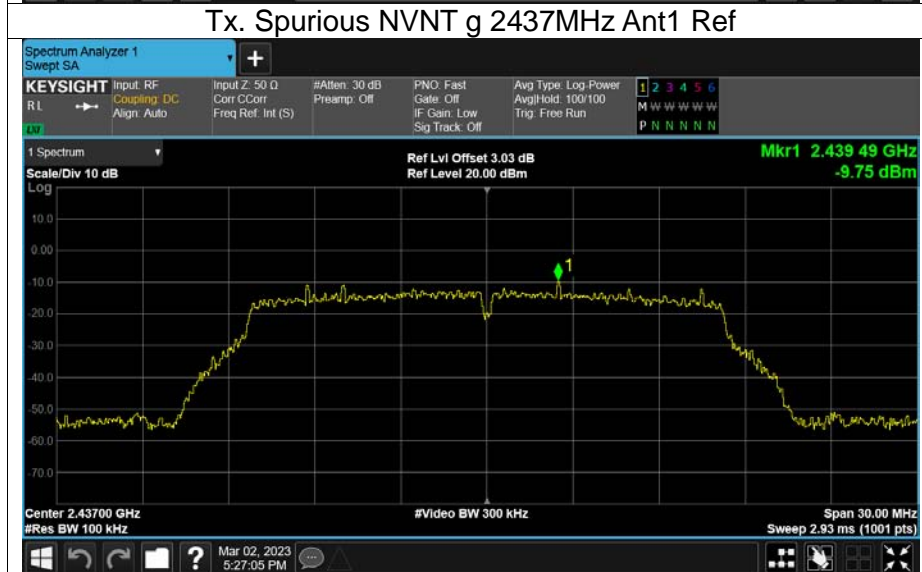 Tx. Spurious NVNT g 2437MHz Ant1 Ref
Spectrum Analyzer 1
Swept SA
+
KEYSIGHT
RL
LXI
Input: RF
Coupling: DC
Align: Auto
Input Z: 50 Ω
Corr CCorr
Freq Ref: Int (S)
#Atten: 30 dB
Preamp: Off
PNO: Fast
Gate: Off
IF Gain: Low
Sig Track: Off
Avg Type: Log-Power
Avg|Hold: 100/100
Trig: Free Run
1 2 3 4 5 6
M W W W W W
P N N N N N
1 Spectrum
Scale/Div 10 dB
Ref Lvl Offset 3.03 dB
Ref Level 20.00 dBm
Mkr1 2.439 49 GHz
-9.75 dBm
Log
10.0
0.00
-10.0
-20.0
-30.0
-40.0
-50.0
-60.0
-70.0
1
Center 2.43700 GHz
#Res BW 100 kHz
#Video BW 300 kHz
Span 30.00 MHz
Sweep 2.93 ms (1001 pts)
?
Mar 02, 2023
5:27:05 PM